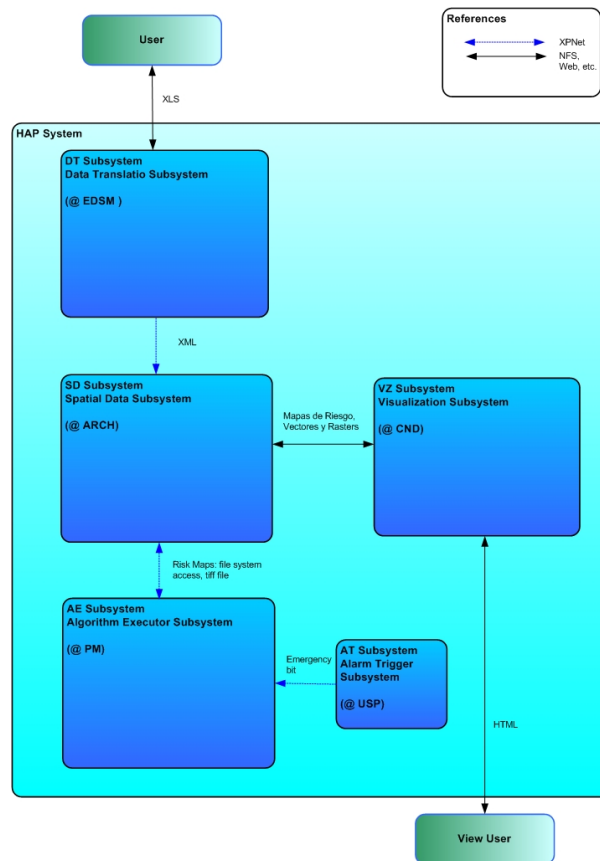 References
XPNet
NFS,
Web, etc.
User
XLS
HAP System
DT Subsystem
Data Translatio Subsystem
(@ EDSM )
XML
SD Subsystem
Spatial Data Subsystem
(@ ARCH)
Mapas de Riesgo,
Vectores y Rasters
VZ Subsystem
Visualization Subsystem
(@ CND)
Risk Maps: file system
access, tiff file
AE Subsystem
Algorithm Executor Subsystem
(@ PM)
Emergency
bit
AT Subsystem
Alarm Trigger
Subsystem
(@ USP)
HTML
View User